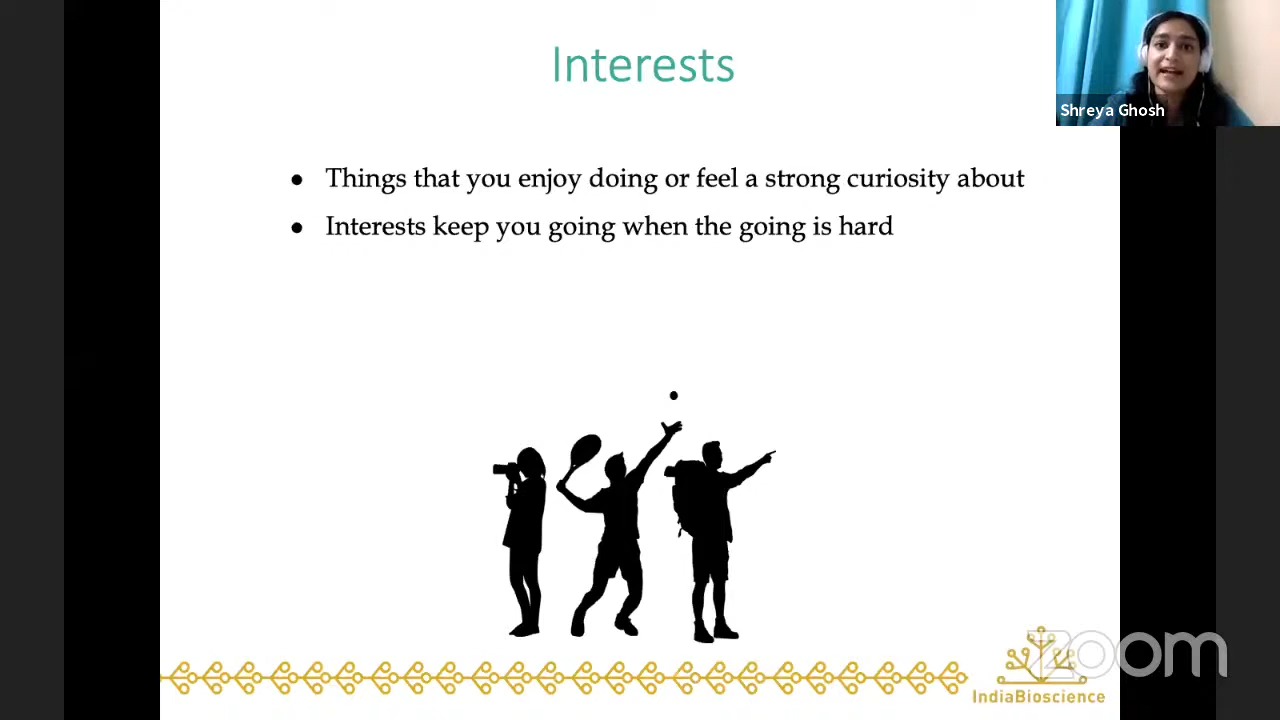 Interests
Shreya Ghosh
● Things that you enjoy doing or feel a strong curiosity about
● Interests keep you going when the going is hard
zoom
IndiaBioscience